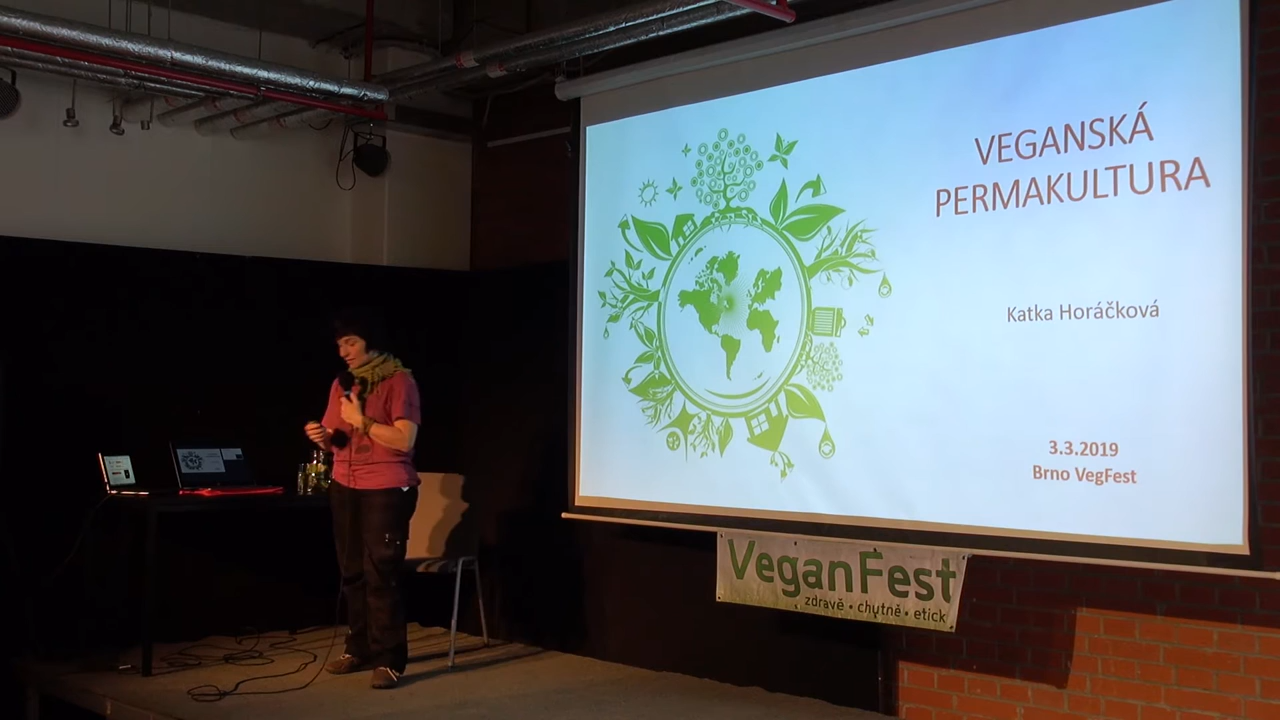 VEGANSKÁ
PERMAKULTURA
Katka Horáčková
3.3.2019
Brno VegFest
VeganFest
zdravě • chutně • etick